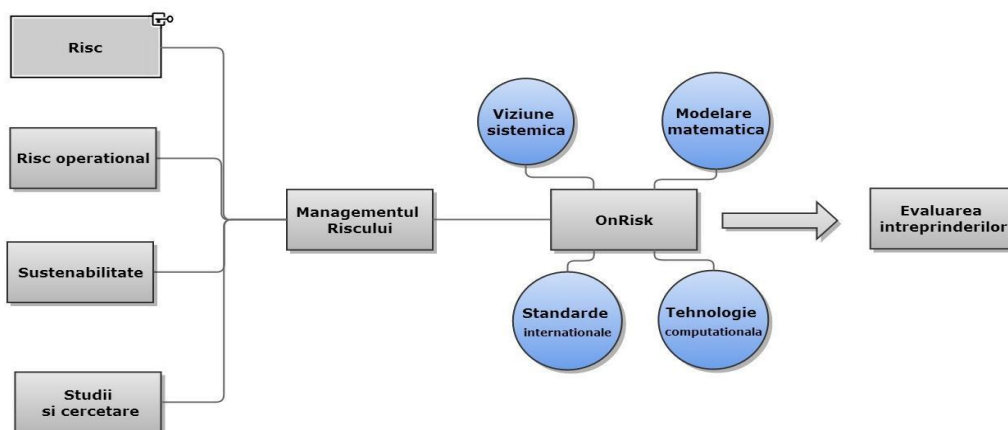 Risc
Risc operational
Sustenabilitate
Studii
si cercetare
Managementul
Riscului
Viziune
sistemica
Modelare
matematica
OnRisk
Standarde
internationale
Tehnologie
computationala
Evaluarea
intreprinderilor